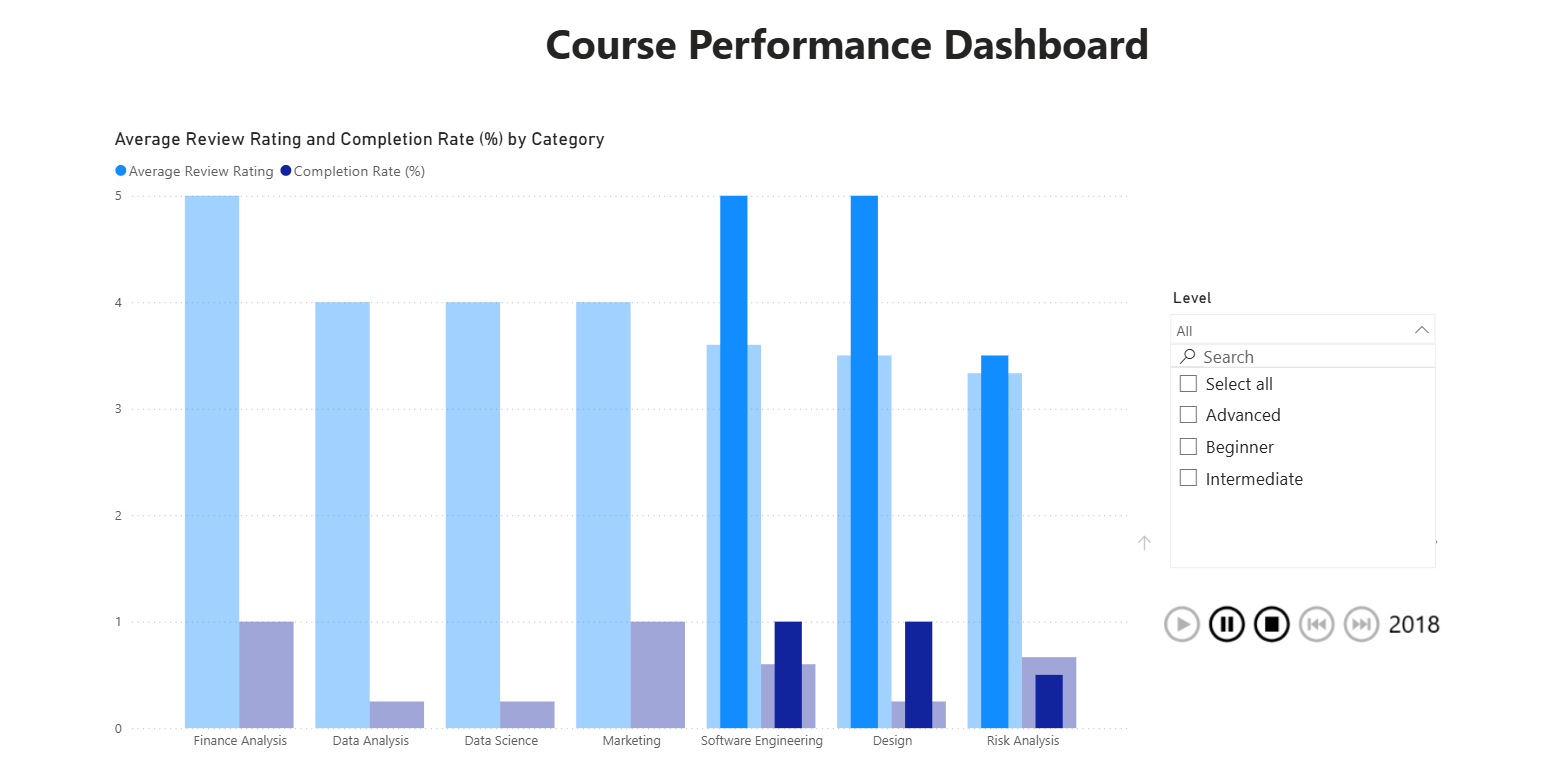 Course Performance Dashboard
Average Review Rating and Completion Rate (%) by Category
Average Review Rating Completion Rate (%)
5
4
3
2
1
0
Finance Analysis Data Analysis Data Science Marketing Software Engineering Design Risk Analysis
Level
All
Search
Select all
Advanced
Beginner
Intermediate
2018